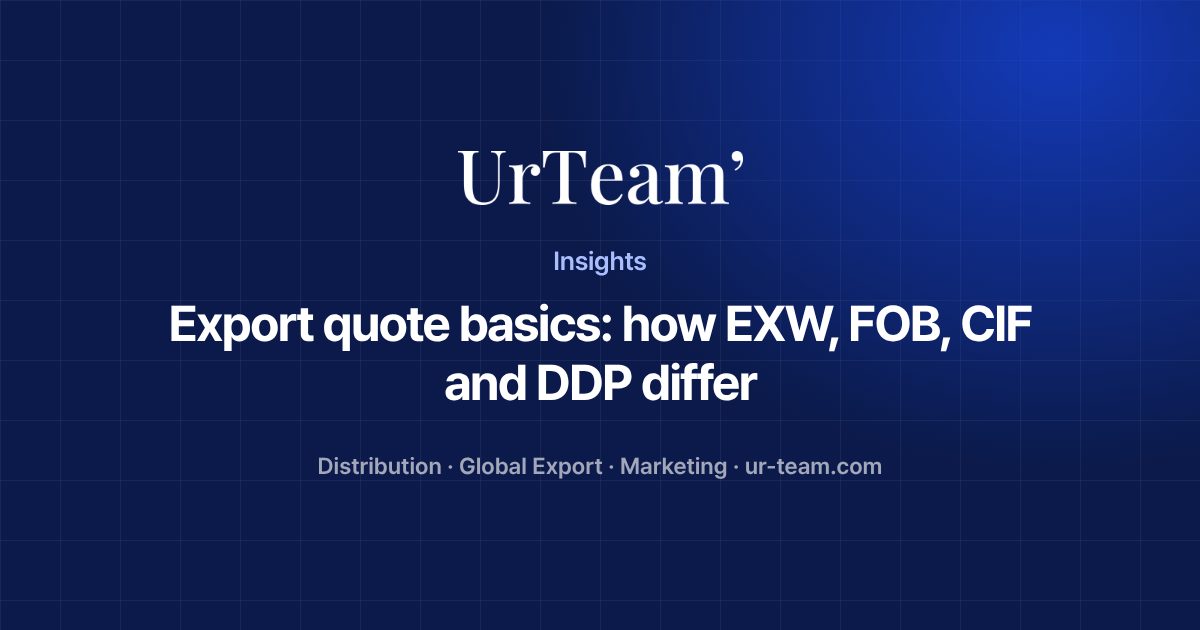 UrTeam’
Insights
Export quote basics: how EXW, FOB, CIF
and DDP differ
Distribution · Global Export · Marketing · ur-team.com